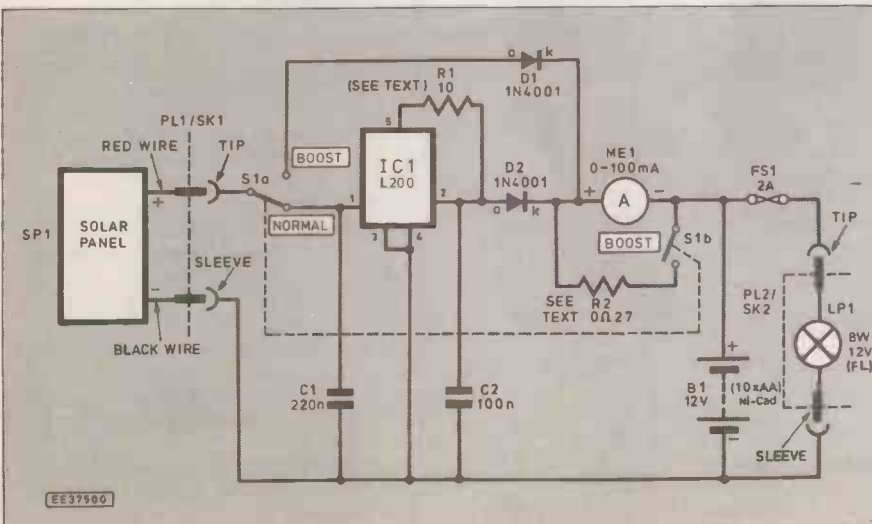 PL1/SK1
RED WIRE
TIP
S1a
BOOST
NORMAL
+
SP1
SOLAR
PANEL
-
SLEEVE
BLACK WIRE
(SEE TEXT)
R1
10
5
IC1
L200
1
2
3
4
a
k
D1
1N4001
D2
1N4001
a
k
C1
220n
C2
100n
ME1
0-100mA
+
A
-
BOOST
S1b
SEE
TEXT
R2
0Ω27
FS1
2A
TIP
PL2/
SK2
LP1
8W
12V
(FL)
B1
12V
+
(10xAA)
Ni-Cad
-
SLEEVE
EE3750G